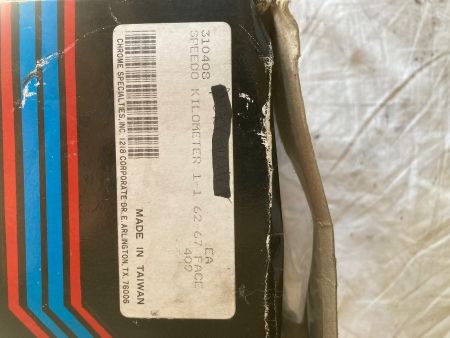 310408 EA
SPEEDO KILOMETER 1-1 62-67 FACE
409
MADE IN TAIWAN
CHROME SPECIALTIES, INC. 1218 CORPORATE DR. E. ARLINGTON, TX 76006